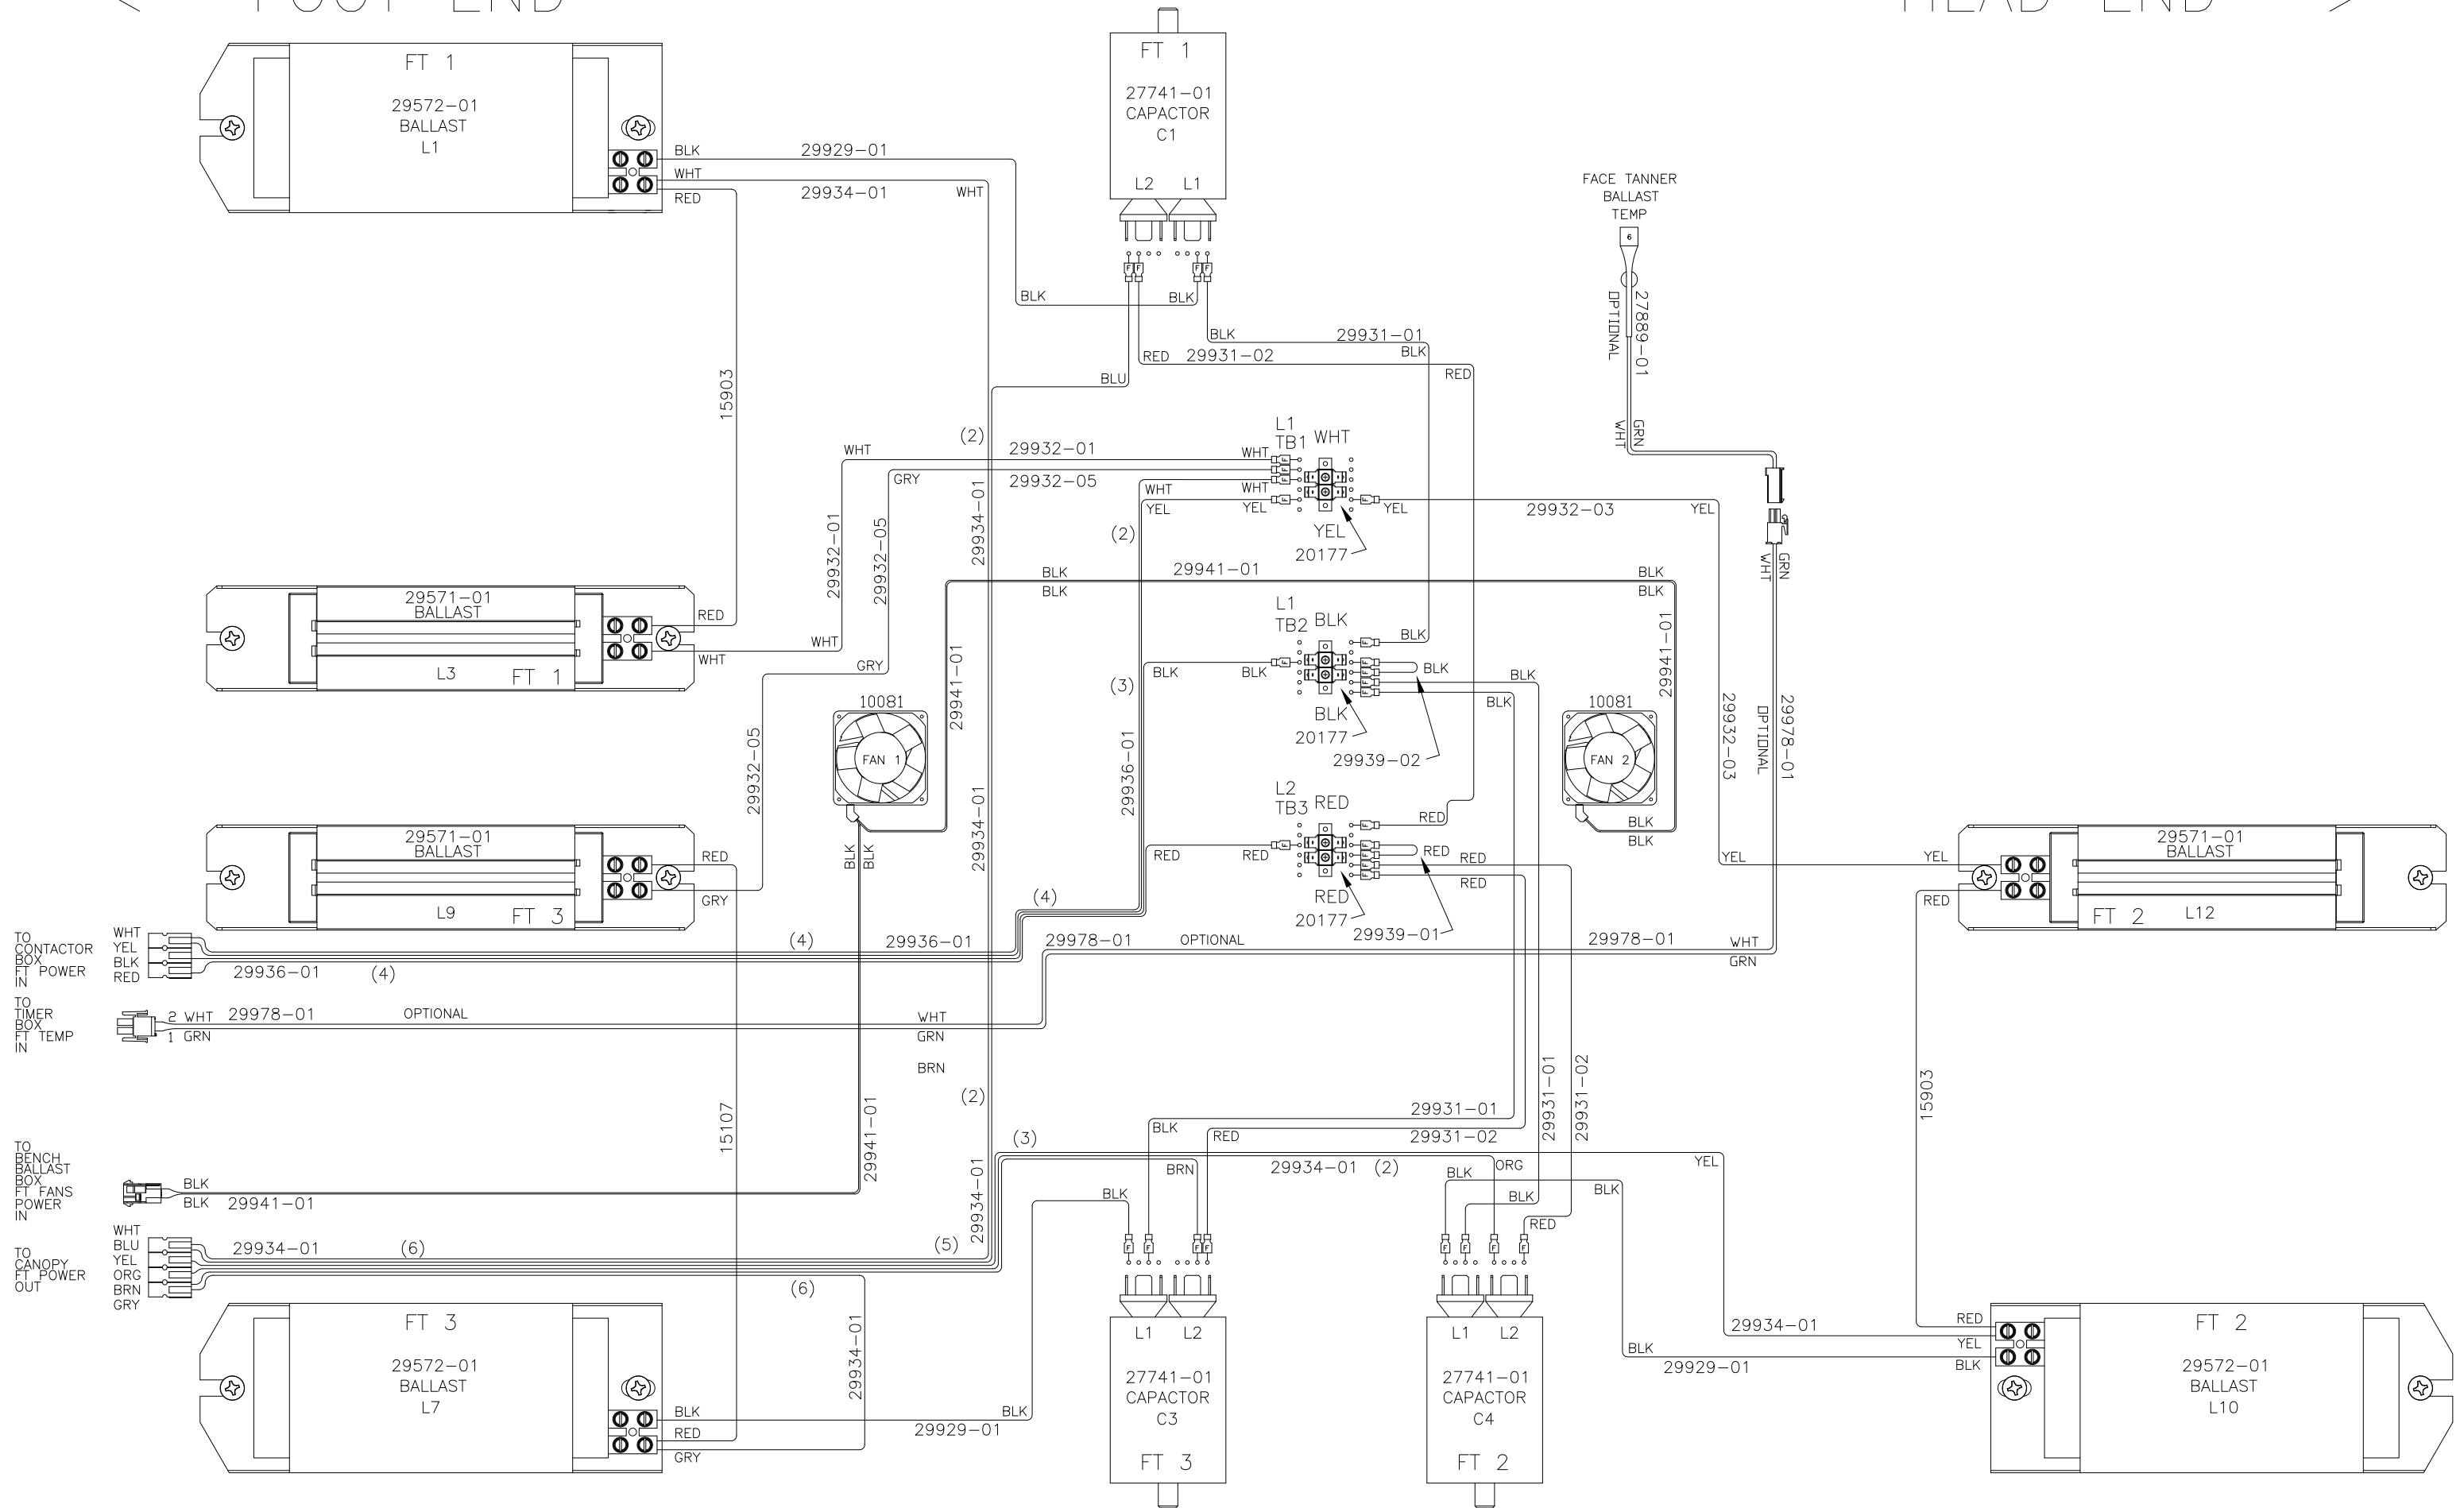 FOOT END
HEAD END
FT 1
29572-01
BALLAST
L1
BLK
29929-01
WHT
29934-01
WHT
RED
15903
FT 1
27741-01
CAPACTOR
C1
L2 L1
F F F F
BLK
BLK
BLK
29931-01
BLK
RED
29931-02
RED
BLU
FACE TANNER
BALLAST
TEMP
6
27889-01
OPTIONAL
GRN
WHT
(2)
WHT
29932-01
WHT
GRY
29932-05
L1
TB1
WHT
WHT
WHT
YEL
YEL
YEL
29932-03
YEL
YEL
20177
(2)
29934-01
29932-01
29932-05
GRN
WHT
BLK
29941-01
BLK
BLK
BLK
29571-01
BALLAST
L3
FT 1
RED
WHT
WHT
GRY
29941-01
L1
TB2
BLK
BLK
BLK
BLK
BLK
BLK
BLK
BLK
20177
29939-02
(3)
29936-01
29941-01
29932-03
29978-01
OPTIONAL
10081
FAN 1
BLK
BLK
10081
FAN 2
BLK
BLK
29932-05
29934-01
L2
TB3
RED
RED
RED
RED
RED
RED
RED
RED
20177
29939-01
29571-01
BALLAST
L9
FT 3
RED
GRY
YEL
YEL
RED
29571-01
BALLAST
FT 2
L12
TO
CONTACTOR
BOX
FT POWER
IN
WHT
YEL
BLK
RED
29936-01
(4)
(4)
29936-01
(4)
29978-01
OPTIONAL
29978-01
WHT
GRN
TO
TIMER
BOX
FT TEMP
IN
2 WHT
1 GRN
29978-01
OPTIONAL
WHT
GRN
BRN
(2)
15107
29941-01
29934-01
29931-01
29931-02
15903
29931-01
BLK
RED
29931-02
(3)
BRN
29934-01
(2)
ORG
YEL
BLK
BLK
BLK
RED
BLK
TO
BENCH
BALLAST
BOX
FT FANS
POWER
IN
BLK
BLK
29941-01
TO
CANOPY
FT POWER
OUT
WHT
BLU
YEL
ORG
BRN
GRY
29934-01
(6)
(5)
(6)
29934-01
FT 3
29572-01
BALLAST
L7
BLK
RED
GRY
29929-01
BLK
F F F F
L1 L2
27741-01
CAPACTOR
C3
FT 3
F F F F
L1 L2
27741-01
CAPACTOR
C4
FT 2
29934-01
BLK
29929-01
RED
YEL
BLK
FT 2
29572-01
BALLAST
L10